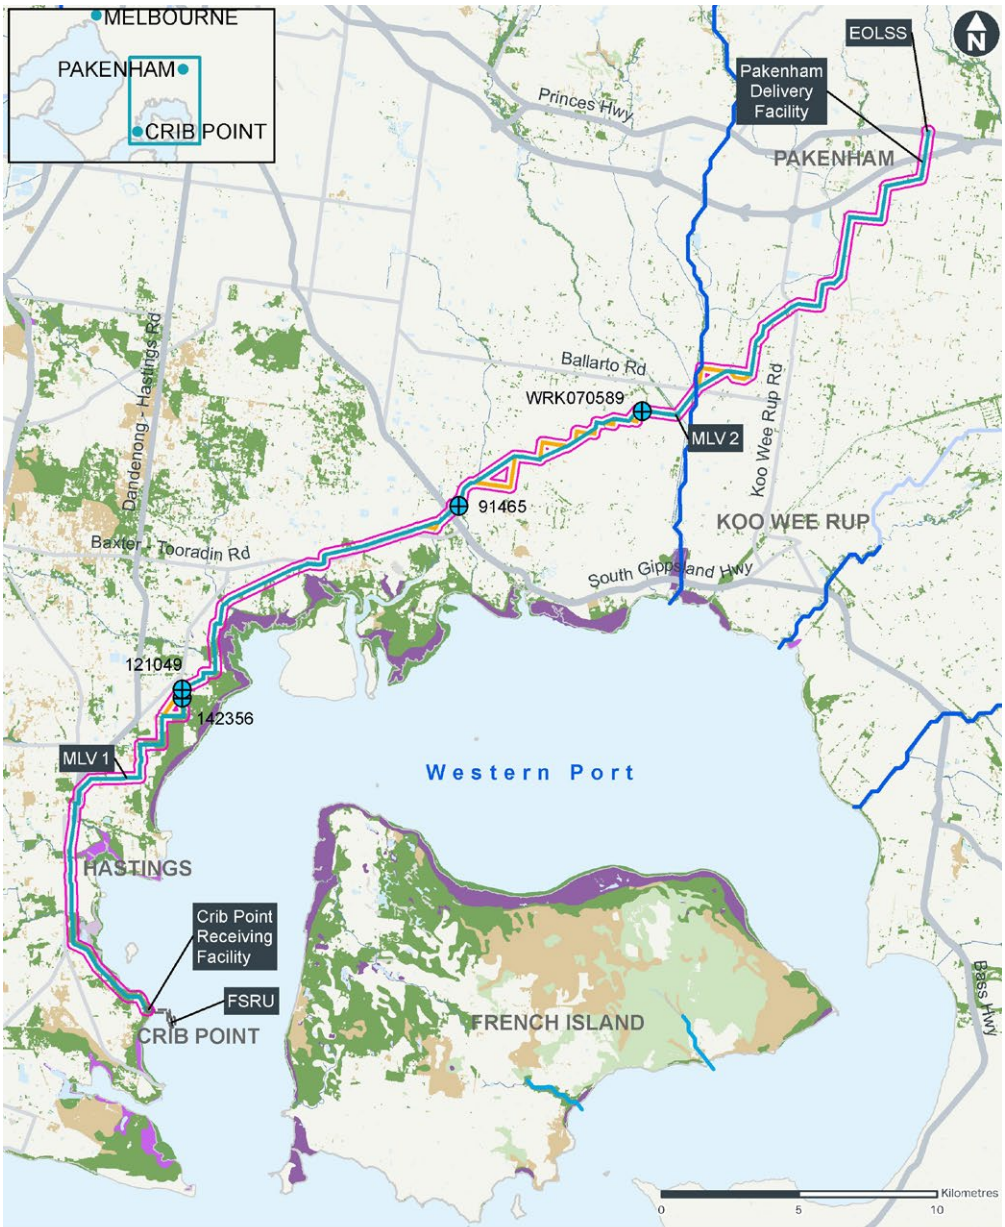 MELBOURNE
PAKENHAM
CRIB POINT
N
EOLSS
Pakenham
Delivery
Facility
Princes Hwy
PAKENHAM
Dandenong - Hastings Rd
Ballarto Rd
WRK070589
MLV 2
Koo Wee Rup Rd
91465
KOO WEE RUP
Baxter - Tooradin Rd
South Gippsland Hwy
121049
142356
MLV 1
Western Port
HASTINGS
Crib Point
Receiving
Facility
FSRU
CRIB POINT
FRENCH ISLAND
Bass Hwy
Kilometres
0 5 10